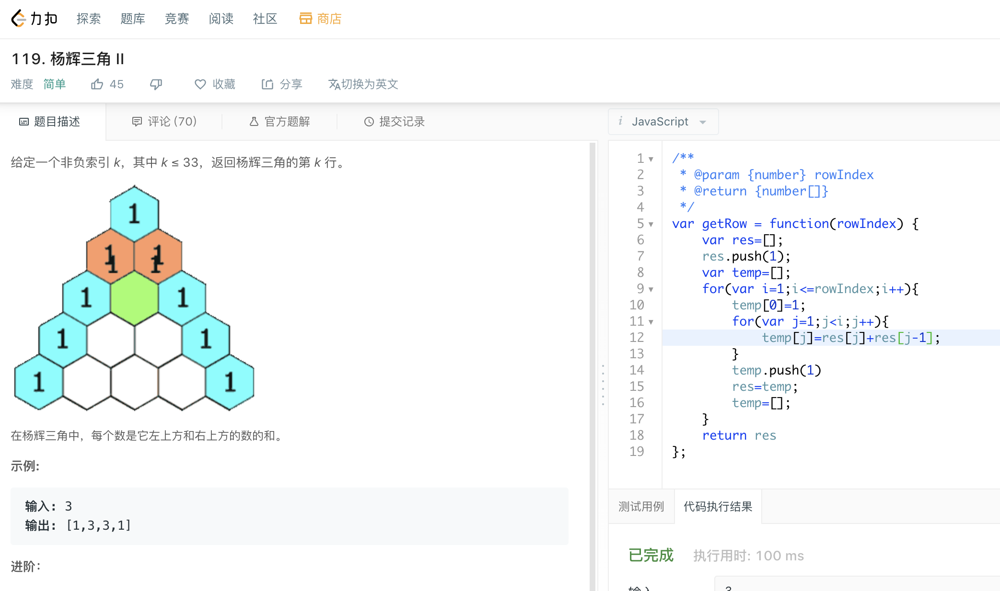 力扣 探索 题库 竞赛 阅读 社区 商店
119. 杨辉三角 II
难度 简单 45 收藏 分享 切换为英文
题目描述 评论 (70) 官方题解 提交记录
给定一个非负索引 k，其中 k ≤ 33，返回杨辉三角的第 k 行。
1
1 1
1 1
1 1
1 1
1 1
在杨辉三角中，每个数是它左上方和右上方的数的和。
示例:
输入: 3
输出: [1,3,3,1]
进阶：
i JavaScript
1 /**
2  * @param {number} rowIndex
3  * @return {number[]}
4  */
5 var getRow = function(rowIndex) {
6     var res=[];
7     res.push(1);
8     var temp=[];
9     for(var i=1;i<=rowIndex;i++){
10         temp[0]=1;
11         for(var j=1;j<i;j++){
12             temp[j]=res[j]+res[j-1];
13         }
14         temp.push(1)
15         res=temp;
16         temp=[];
17     }
18     return res
19 };
测试用例 代码执行结果
已完成 执行用时: 100 ms
输入 3